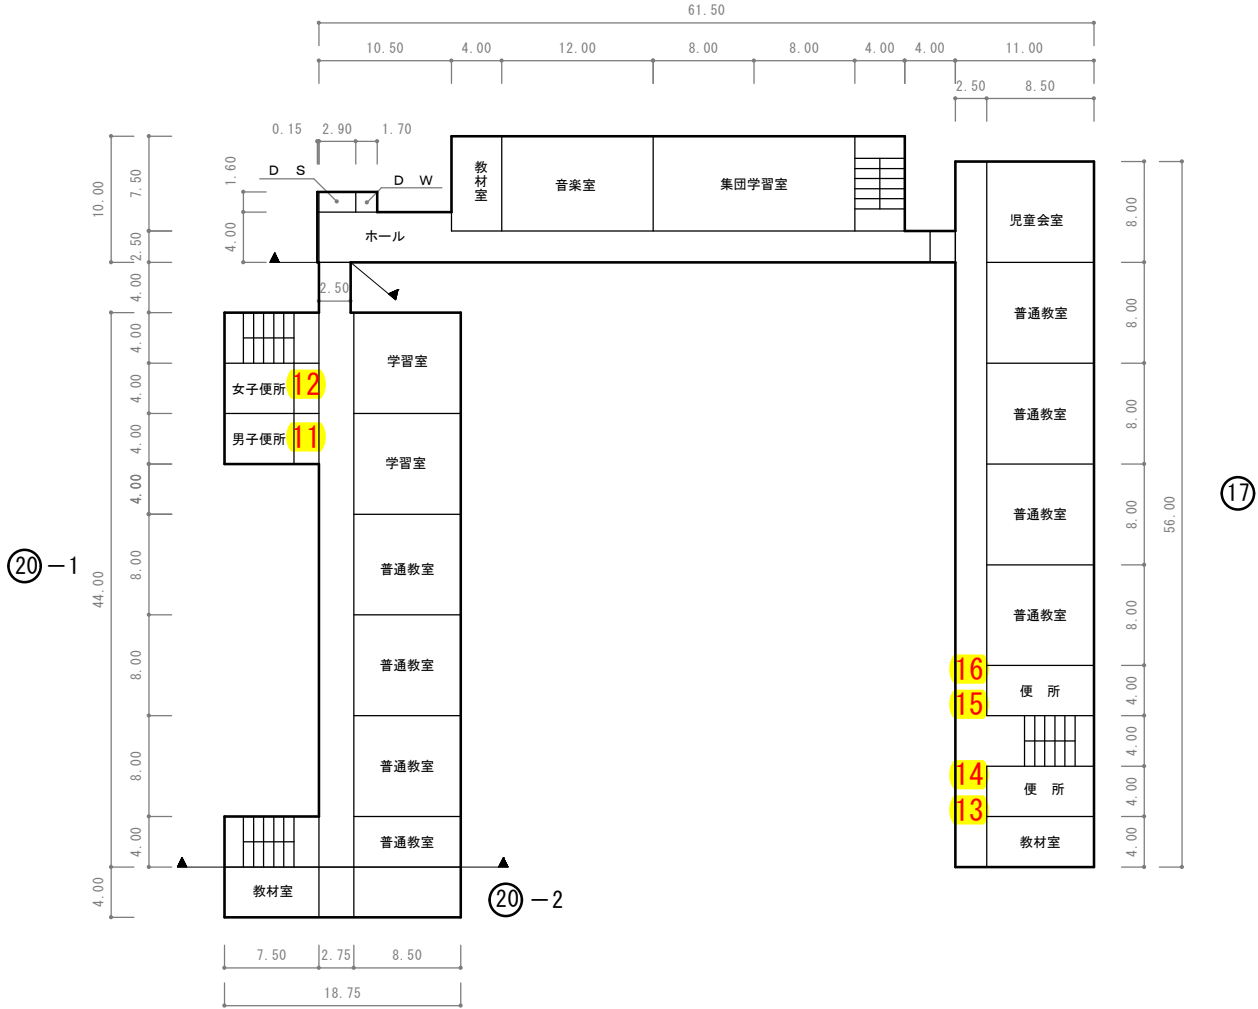 61.50
10.50 4.00 12.00 8.00 8.00 4.00 4.00 11.00
2.50 8.50
0.15 2.90 1.70
1.60
D S
D W
10.00
7.50
2.50
4.00
教材室
音楽室
集団学習室
児童会室
ホール
8.00
4.00
2.50
4.00
学習室
普通教室
8.00
女子便所 12
4.00
男子便所 11
4.00
学習室
普通教室
8.00
4.00
普通教室
8.00
56.00
17
20-1
44.00
8.00
普通教室
普通教室
8.00
8.00
普通教室
16
15
便 所
4.00
4.00
8.00
普通教室
14
13
便 所
4.00
4.00
普通教室
教材室
4.00
4.00
教材室
20-2
7.50 2.75 8.50
18.75